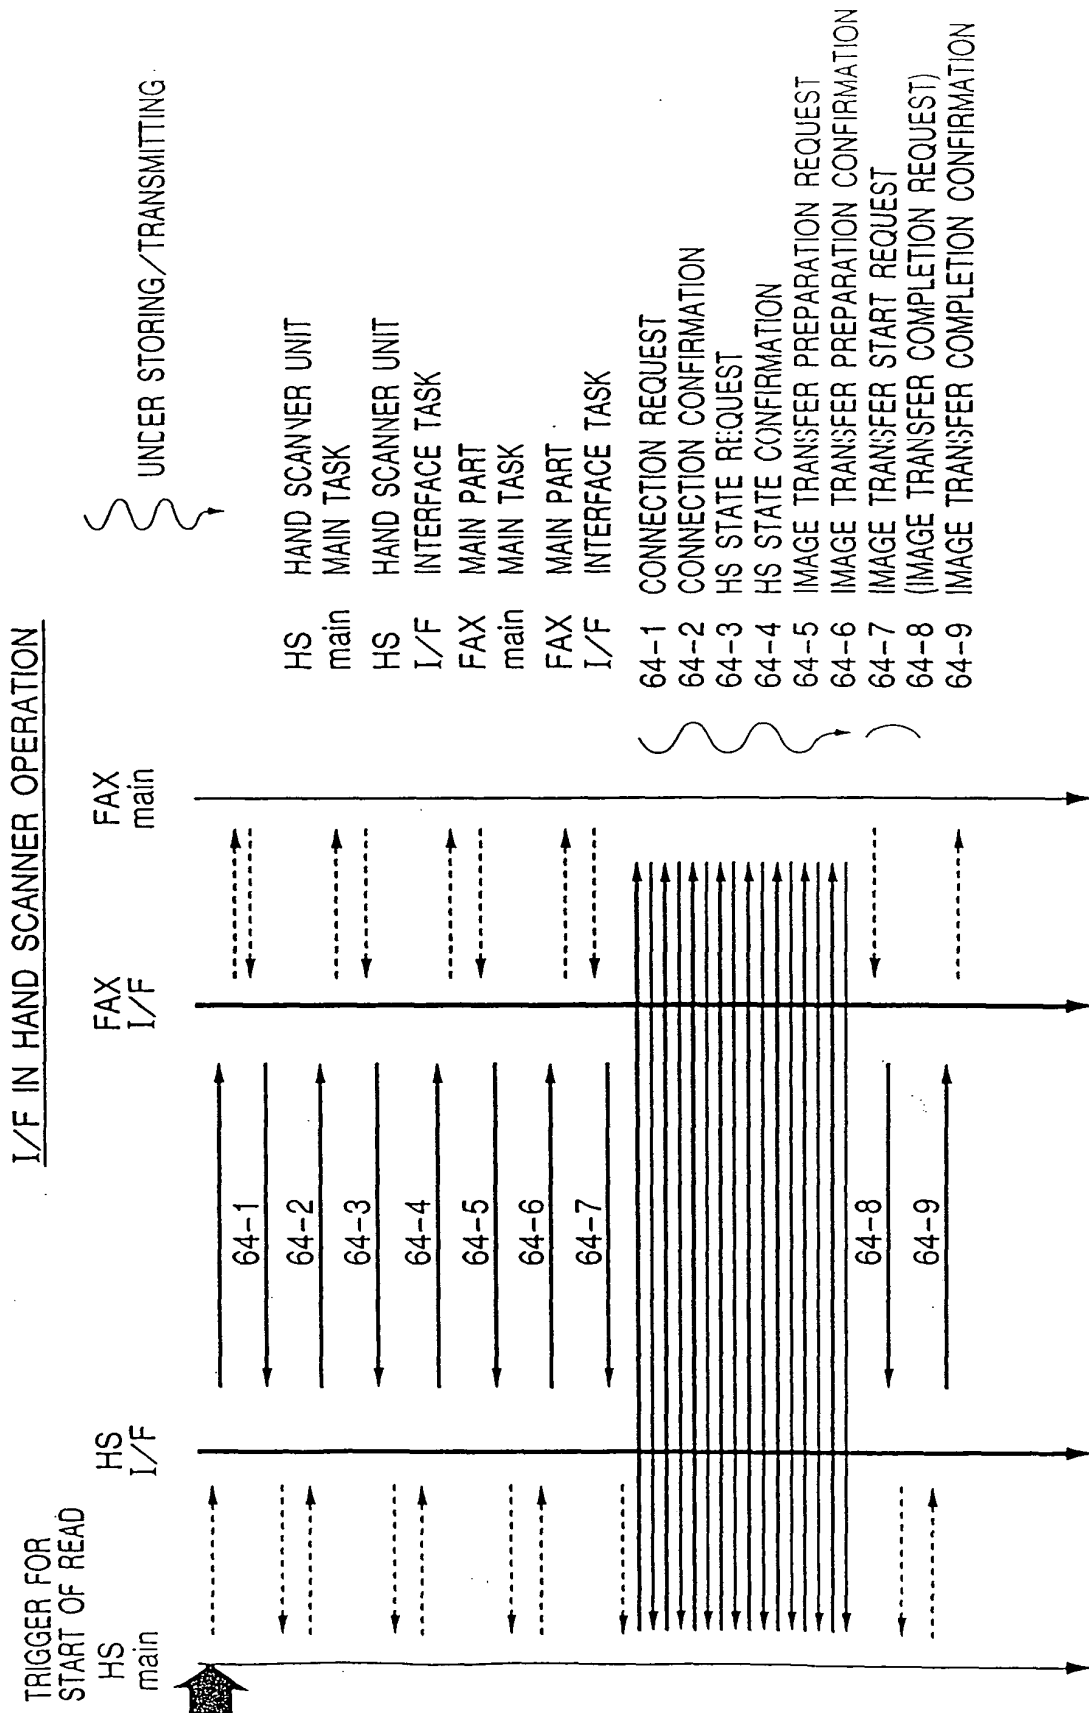 I/F IN HAND SCANNER OPERATION
TRIGGER FOR
START OF READ
HS
main
HS
I/F
FAX
I/F
FAX
main
64-1
64-2
64-3
64-4
64-5
64-6
64-7
64-8
64-9
UNDER STORING/TRANSMITTING
HS HAND SCANNER UNIT
main MAIN TASK
HS HAND SCANNER UNIT
I/F INTERFACE TASK
FAX MAIN PART
main MAIN TASK
FAX MAIN PART
I/F INTERFACE TASK
64-1 CONNECTION REQUEST
64-2 CONNECTION CONFIRMATION
64-3 HS STATE REQUEST
64-4 HS STATE CONFIRMATION
64-5 IMAGE TRANSFER PREPARATION REQUEST
64-6 IMAGE TRANSFER PREPARATION CONFIRMATION
64-7 IMAGE TRANSFER START REQUEST
64-8 (IMAGE TRANSFER COMPLETION REQUEST)
64-9 IMAGE TRANSFER COMPLETION CONFIRMATION